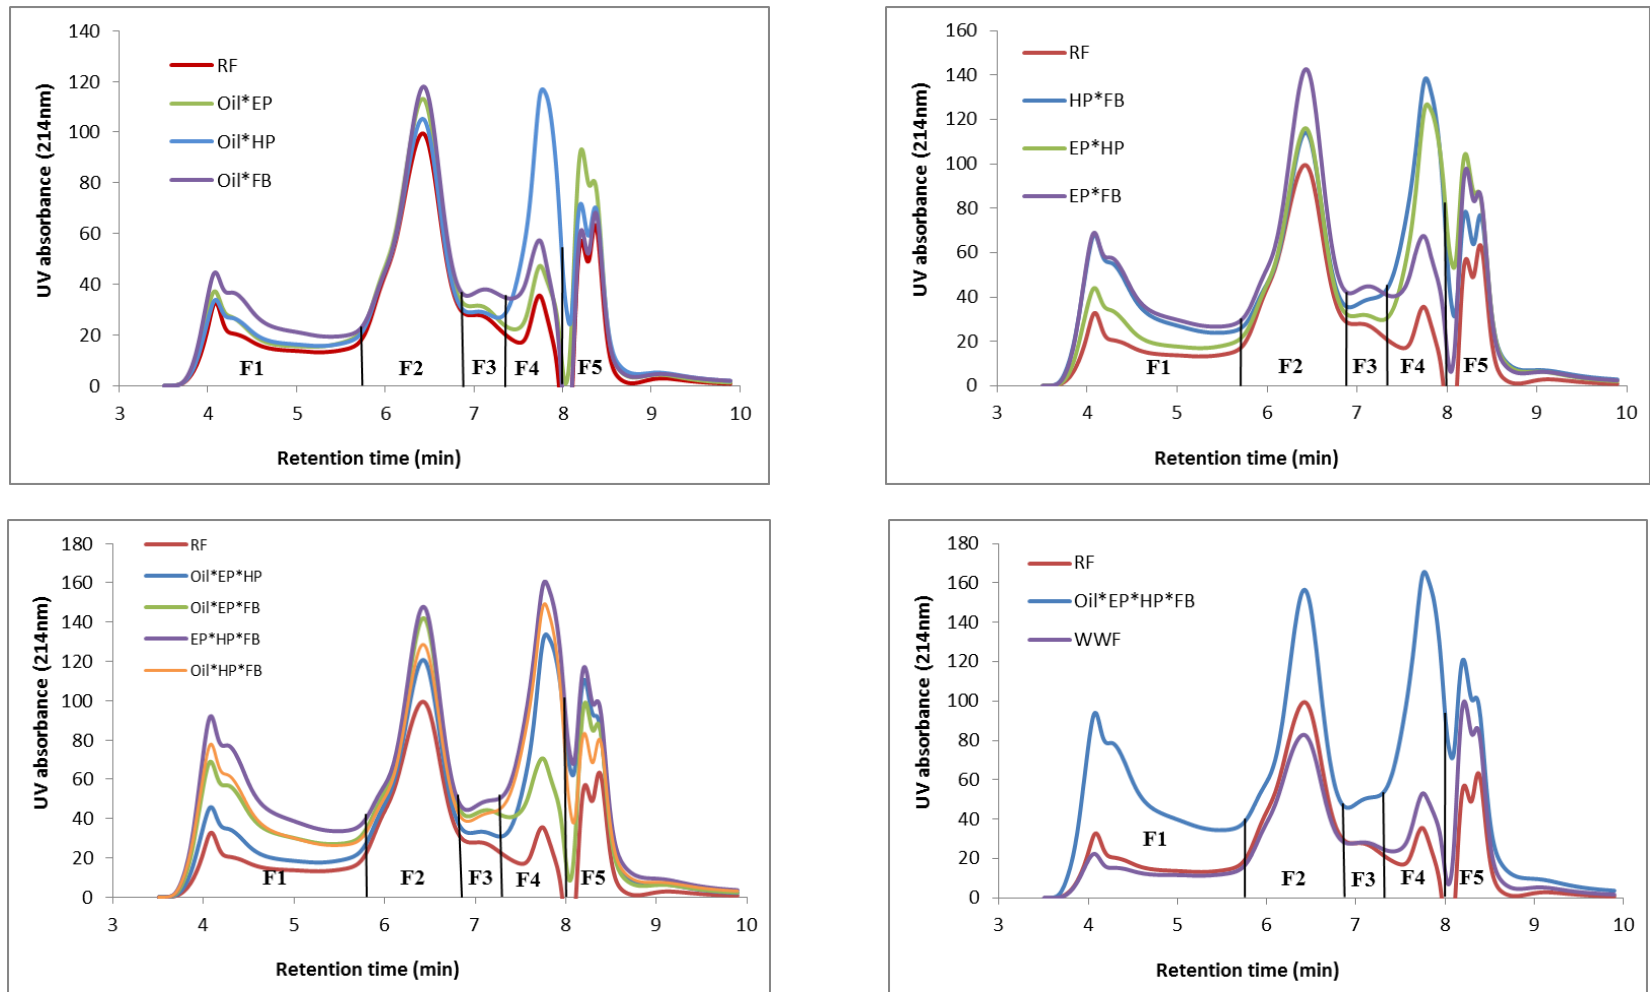 140
120
100
80
60
40
20
0
UV absorbance (214nm)
RF
Oil*EP
Oil*HP
Oil*FB
F1
F2
F3
F4
F5
3 4 5 6 7 8 9 10
Retention time (min)
160
140
120
100
80
60
40
20
0
UV absorbance (214nm)
RF
HP*FB
EP*HP
EP*FB
F1
F2
F3
F4
F5
3 4 5 6 7 8 9 10
Retention time (min)
180
160
140
120
100
80
60
40
20
0
UV absorbance (214nm)
RF
Oil*EP*HP
Oil*EP*FB
EP*HP*FB
Oil*HP*FB
F1
F2
F3
F4
F5
3 4 5 6 7 8 9 10
Retention time (min)
180
160
140
120
100
80
60
40
20
0
UV absorbance (214nm)
RF
Oil*EP*HP*FB
WWF
F1
F2
F3
F4
F5
3 4 5 6 7 8 9 10
Retention time (min)